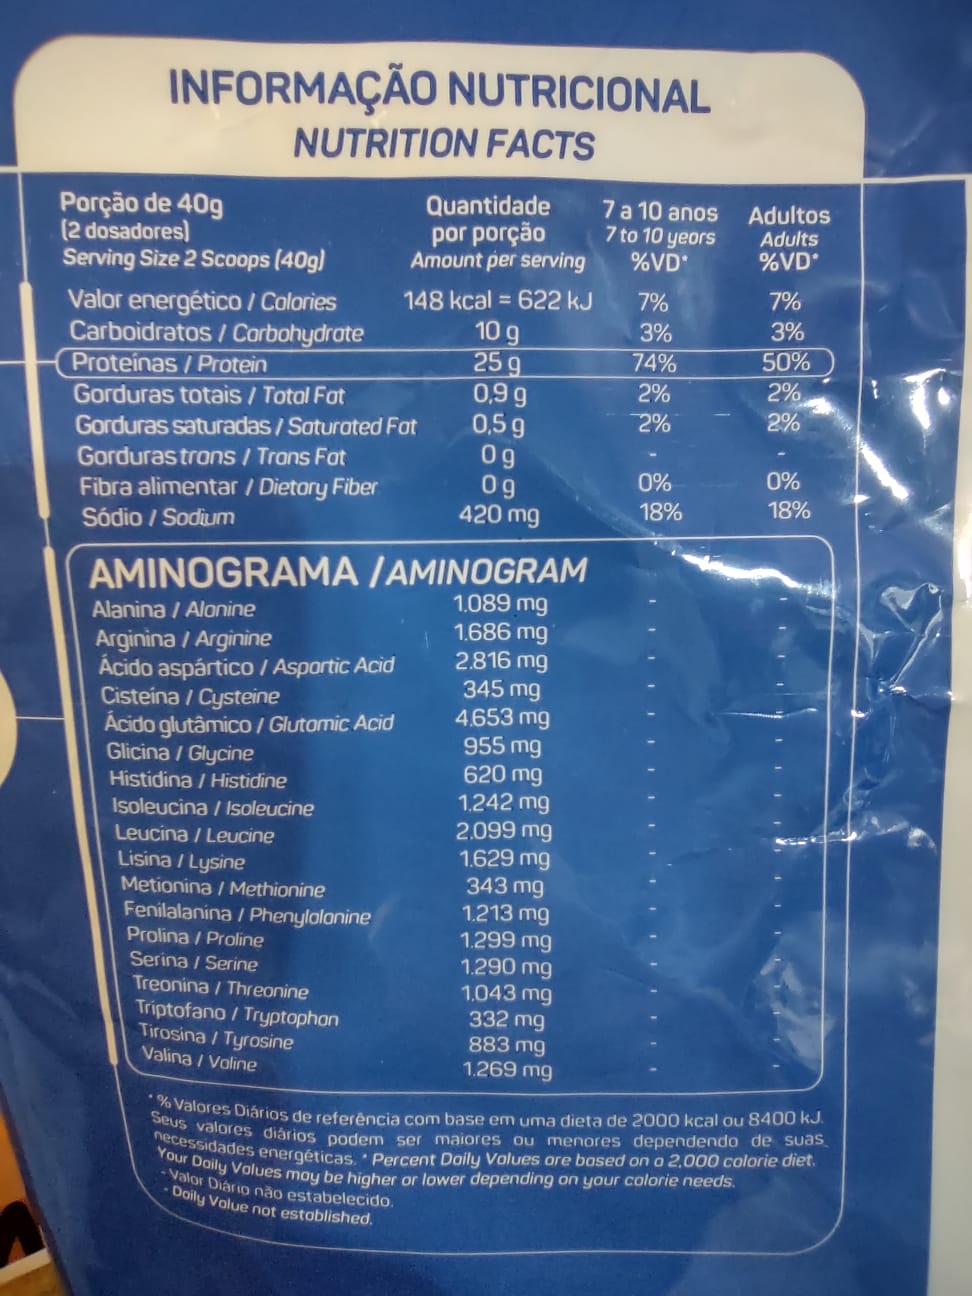 INFORMAÇÃO NUTRICIONAL
NUTRITION FACTS
Porção de 40g
(2 dosadores)
Serving Size 2 Scoops (40g)
Quantidade
por porção
Amount per serving
7 a 10 anos
7 to 10 years
%VD*
Adultos
Adults
%VD*
Valor energético / Calories 148 kcal = 622 kJ 7% 7%
Carboidratos / Carbohydrate 10 g 3% 3%
Proteínas / Protein 25 g 74% 50%
Gorduras totais / Total Fat 0,9 g 2% 2%
Gorduras saturadas / Saturated Fat 0,5 g 2% 2%
Gorduras trans / Trans Fat 0 g - -
Fibra alimentar / Dietary Fiber 0 g 0% 0%
Sódio / Sodium 420 mg 18% 18%
AMINOGRAMA / AMINOGRAM
Alanina / Alanine 1.089 mg - -
Arginina / Arginine 1.686 mg - -
Ácido aspártico / Aspartic Acid 2.816 mg - -
Cisteína / Cysteine 345 mg - -
Ácido glutâmico / Glutamic Acid 4.653 mg - -
Glicina / Glycine 955 mg - -
Histidina / Histidine 620 mg - -
Isoleucina / Isoleucine 1.242 mg - -
Leucina / Leucine 2.099 mg - -
Lisina / Lysine 1.629 mg - -
Metionina / Methionine 343 mg - -
Fenilalanina / Phenylalanine 1.213 mg - -
Prolina / Proline 1.299 mg - -
Serina / Serine 1.290 mg - -
Treonina / Threonine 1.043 mg - -
Triptofano / Tryptophan 332 mg - -
Tirosina / Tyrosine 883 mg - -
Valina / Valine 1.269 mg - -
* % Valores Diários de referência com base em uma dieta de 2000 kcal ou 8400 kJ.
Seus valores diários podem ser maiores ou menores dependendo de suas
necessidades energéticas. * Percent Daily Values are based on a 2,000 calorie diet.
Your Daily Values may be higher or lower depending on your calorie needs.
- Valor Diário não estabelecido.
- Daily Value not established.